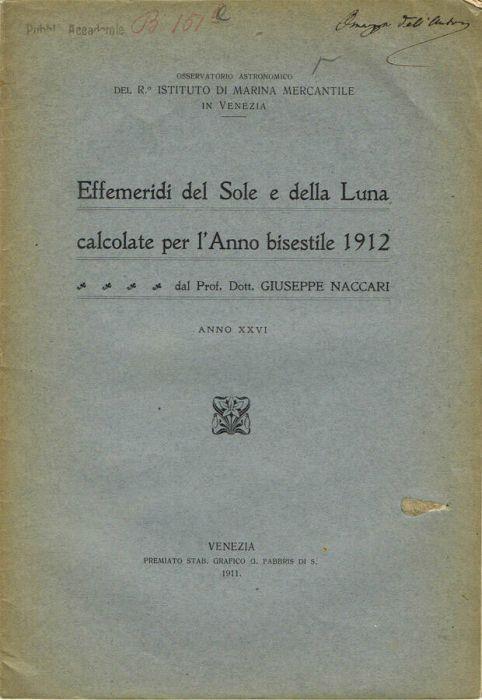 Pubbl. Accademie B 151 e
Omaggio dell'Autore
OSSERVATORIO ASTRONOMICO
DEL R.º ISTITUTO DI MARINA MERCANTILE
IN VENEZIA
Effemeridi del Sole e della Luna
calcolate per l'Anno bisestile 1912
dal Prof. Dott. GIUSEPPE NACCARI
ANNO XXVI
VENEZIA
PREMIATO STAB. GRAFICO G. FABBRIS DI S.
1911.